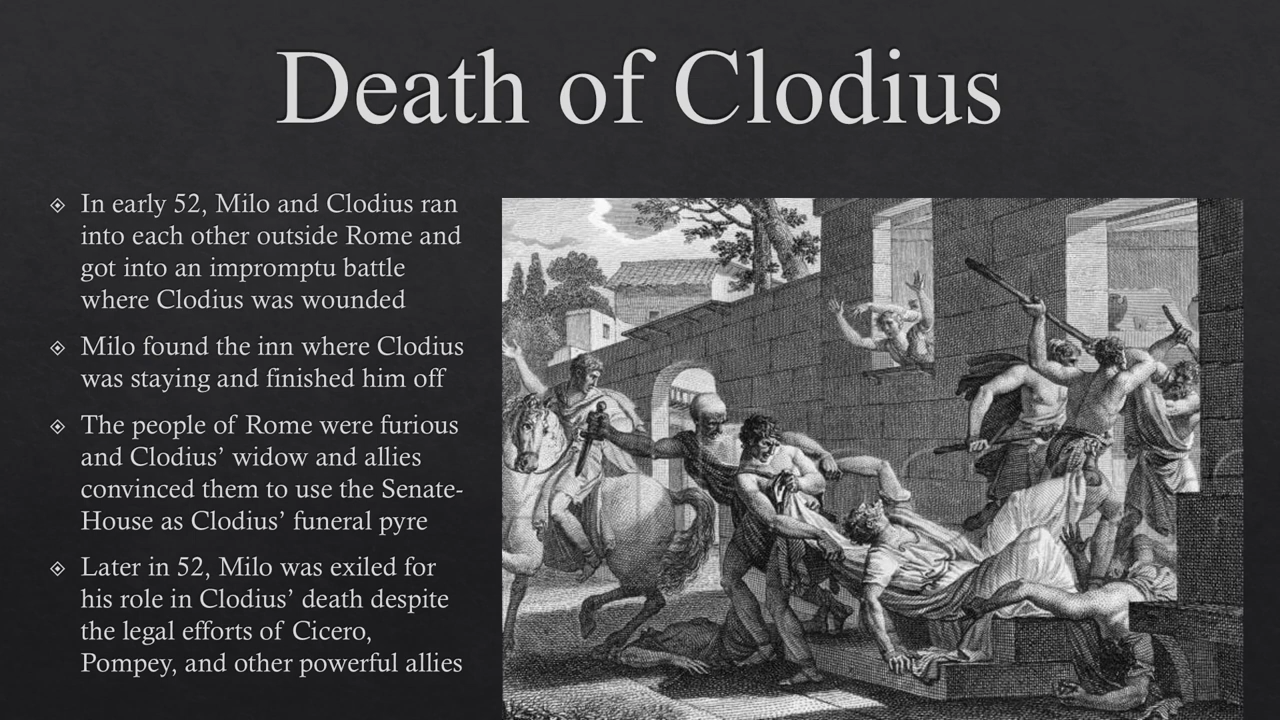 Death of Clodius
In early 52, Milo and Clodius ran
into each other outside Rome and
got into an impromptu battle
where Clodius was wounded
Milo found the inn where Clodius
was staying and finished him off
The people of Rome were furious
and Clodius’ widow and allies
convinced them to use the Senate-
House as Clodius’ funeral pyre
Later in 52, Milo was exiled for
his role in Clodius’ death despite
the legal efforts of Cicero,
Pompey, and other powerful allies